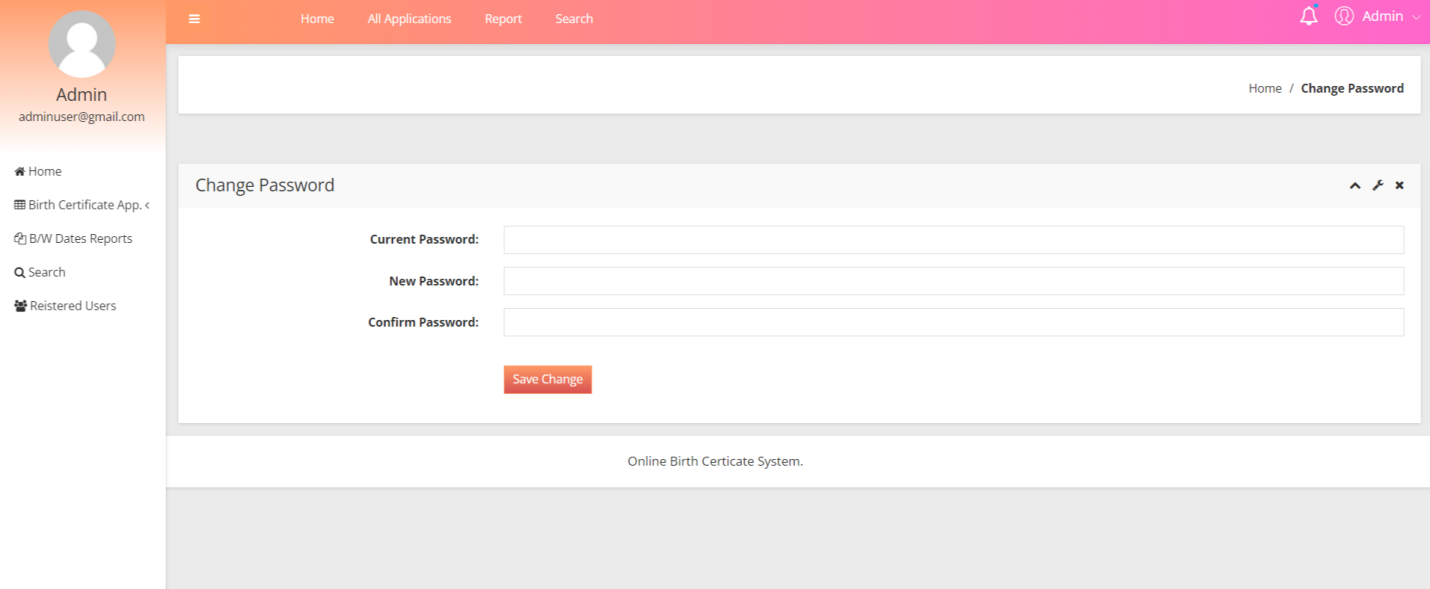 Admin
adminuser@gmail.com
Home
Birth Certificate App.
B/W Dates Reports
Search
Reistered Users
Home All Applications Report Search
Admin
Home / Change Password
Change Password
Current Password:
New Password:
Confirm Password:
Save Change
Online Birth Certicate System.